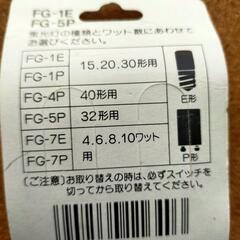 FG-1E
FG-5P
蛍光灯の種類とワット数にあわせて
お選びください。
FG-1E 15.20.30形用
FG-1P
FG-4P 40形用
FG-5P 32形用
FG-7E 4.6.8.10ワット
FG-7P 用
E形
P形
(ご注意)お取り替えの時は、必ずスイッチを
切ってから取り替えてください。